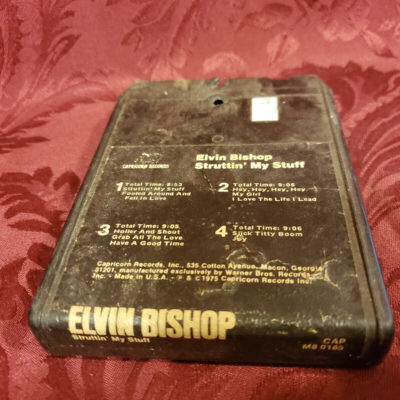 CAPRICORN RECORDS
Elvin Bishop
Struttin' My Stuff
1 Total Time: 8:53
Struttin' My Stuff
Fooled Around And
Fell In Love
2 Total Time: 9:05
Hey, Hey, Hey, Hey
My Girl
I Love The Life I Lead
3 Total Time: 9:05
Holler And Shout
Grab All The Love
Have A Good Time
4 Total Time: 9:06
Slick Titty Boom
Joy
Capricorn Records, Inc., 535 Cotton Avenue, Macon, Georgia
31201, manufactured exclusively by Warner Bros. Records
Inc. • Made in U.S.A. • ℗ & © 1975 Capricorn Records Inc.
ELVIN BISHOP
Struttin' My Stuff
CAP
M8 0165